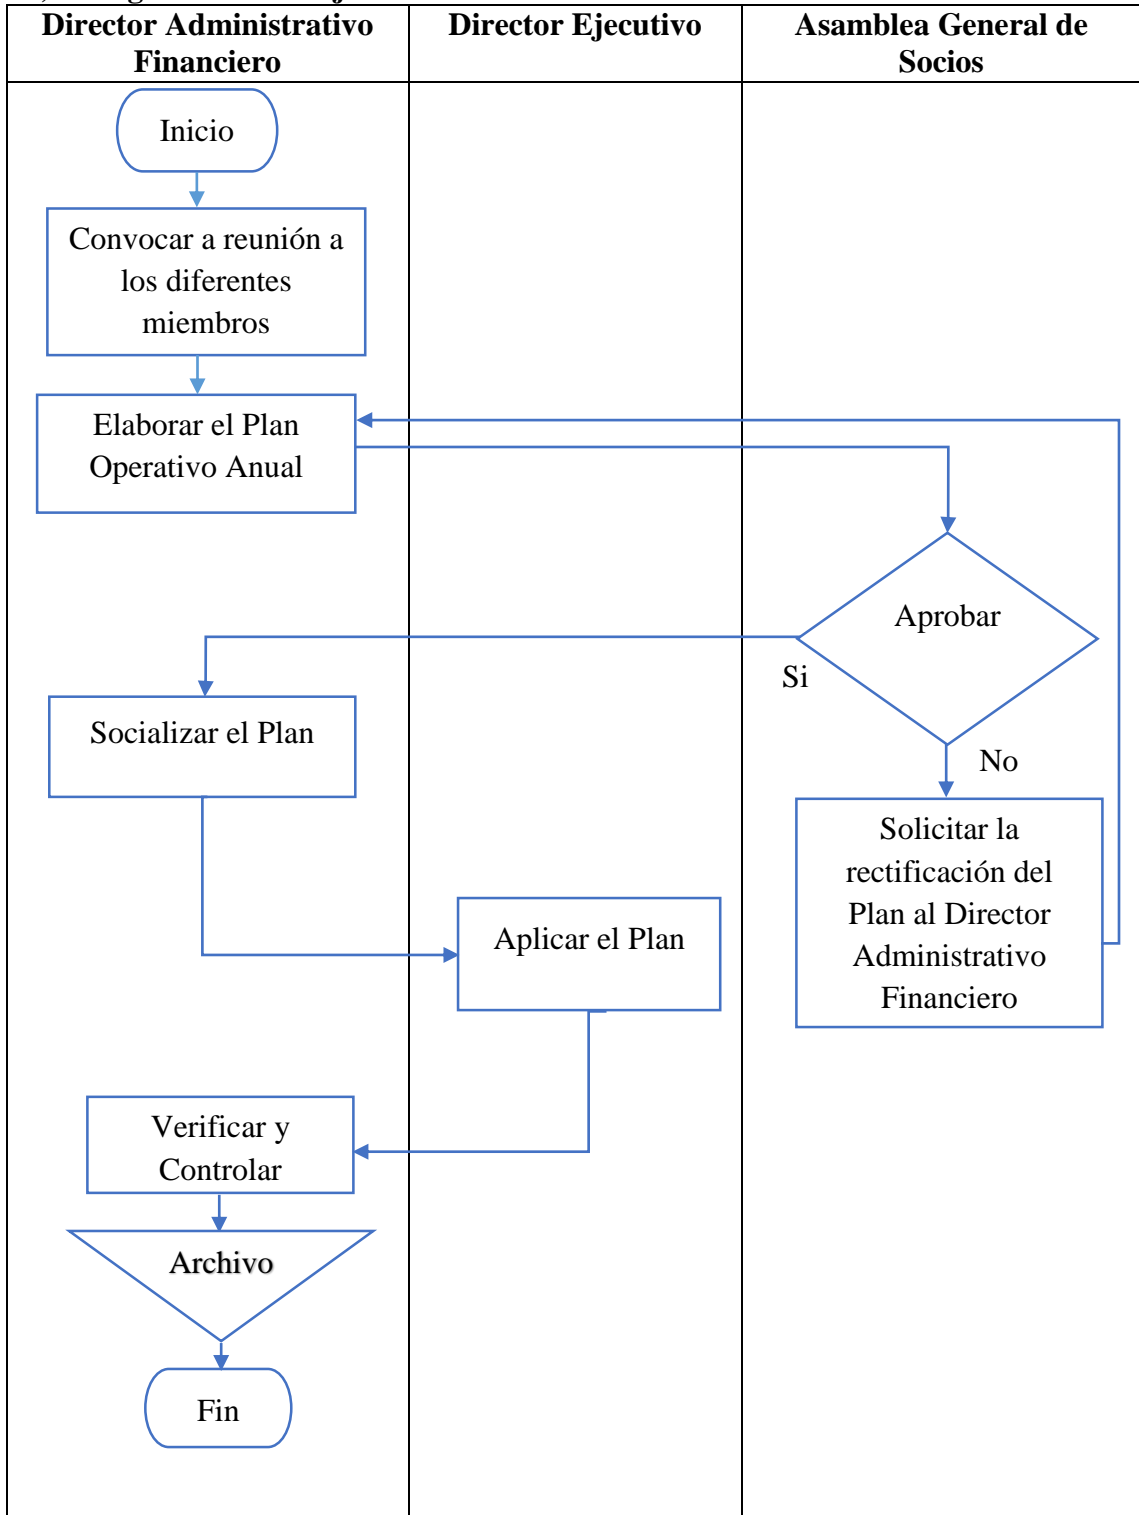 Director Administrativo
Financiero
Director Ejecutivo
Asamblea General de
Socios
Inicio
Convocar a reunión a
los diferentes
miembros
Elaborar el Plan
Operativo Anual
Aprobar
Si
No
Socializar el Plan
Solicitar la
rectificación del
Plan al Director
Administrativo
Financiero
Aplicar el Plan
Verificar y
Controlar
Archivo
Fin